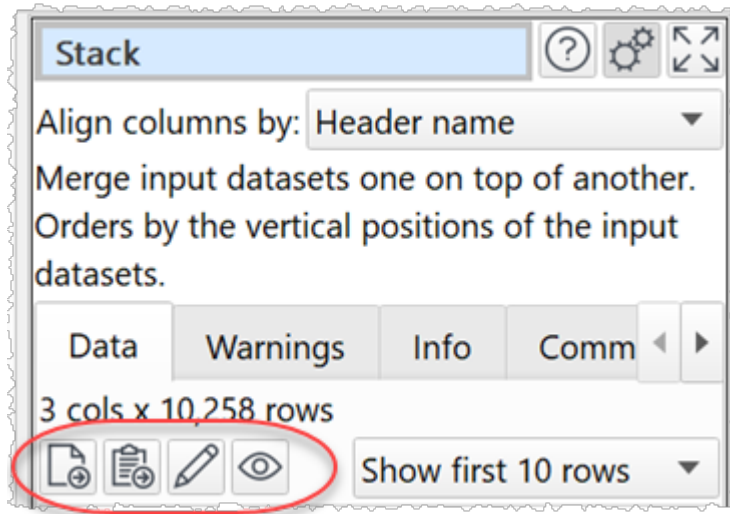 Stack
Align columns by: Header name
Merge input datasets one on top of another.
Orders by the vertical positions of the input
datasets.
Data Warnings Info Comm
3 cols x 10,258 rows
Show first 10 rows